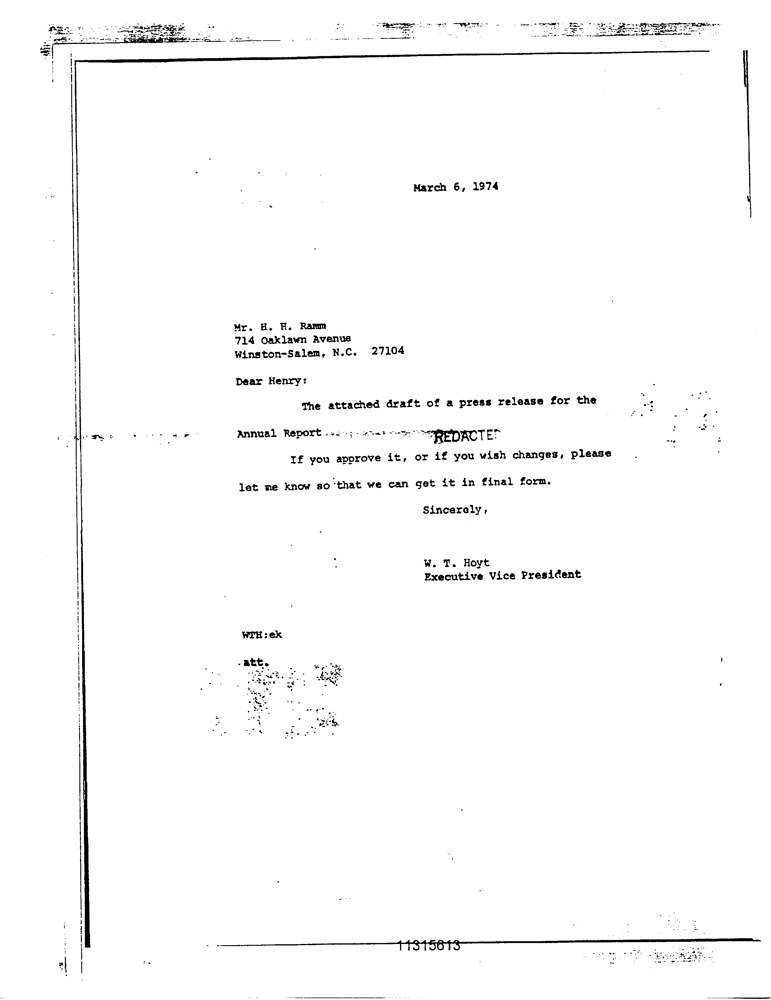 March 6, 1974
Mr. H. H. Ramm
714 Oaklawn Avenue
Winston-Salem, N.C. 27104
Dear Henry:
The attached draft of a press release for the
Annual Report REDACTED
If you approve it, or if you wish changes, please
let me know so that we can get it in final form.
Sincerely,
W. T. Hoyt
Executive Vice President
WTH:ek
att.
11315613